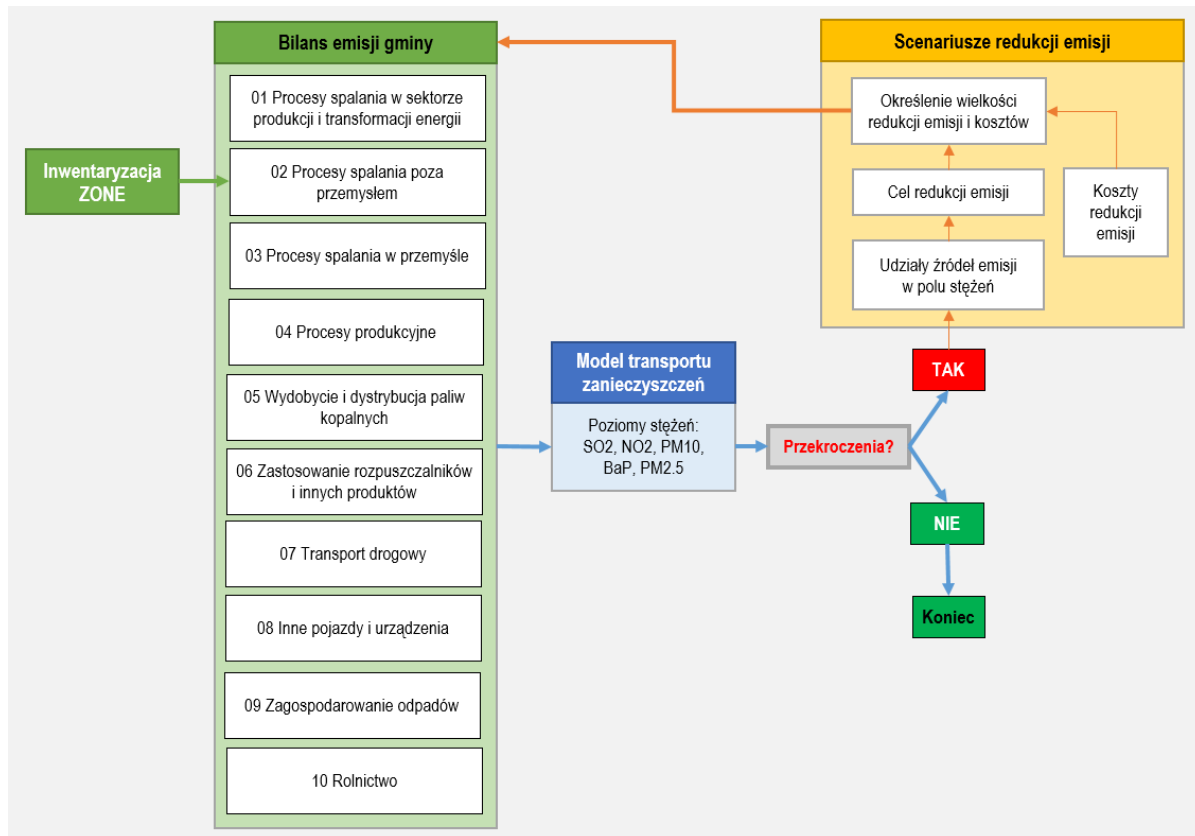 Bilans emisji gminy
Scenariusze redukcji emisji
01 Procesy spalania w sektorze
produkcji i transformacji energii
Określenie wielkości
redukcji emisji i kosztów
Inwentaryzacja
ZONE
02 Procesy spalania poza
przemysłem
Cel redukcji emisji
Koszty
redukcji
emisji
03 Procesy spalania w przemyśle
Udziały źródeł emisji
w polu stężeń
04 Procesy produkcyjne
Model transportu
zanieczyszczeń
TAK
05 Wydobycie i dystrybucja paliw
kopalnych
Poziomy stężeń:
SO2, NO2, PM10,
BaP, PM2.5
Przekroczenia?
06 Zastosowanie rozpuszczalników
i innych produktów
NIE
07 Transport drogowy
Koniec
08 Inne pojazdy i urządzenia
09 Zagospodarowanie odpadów
10 Rolnictwo